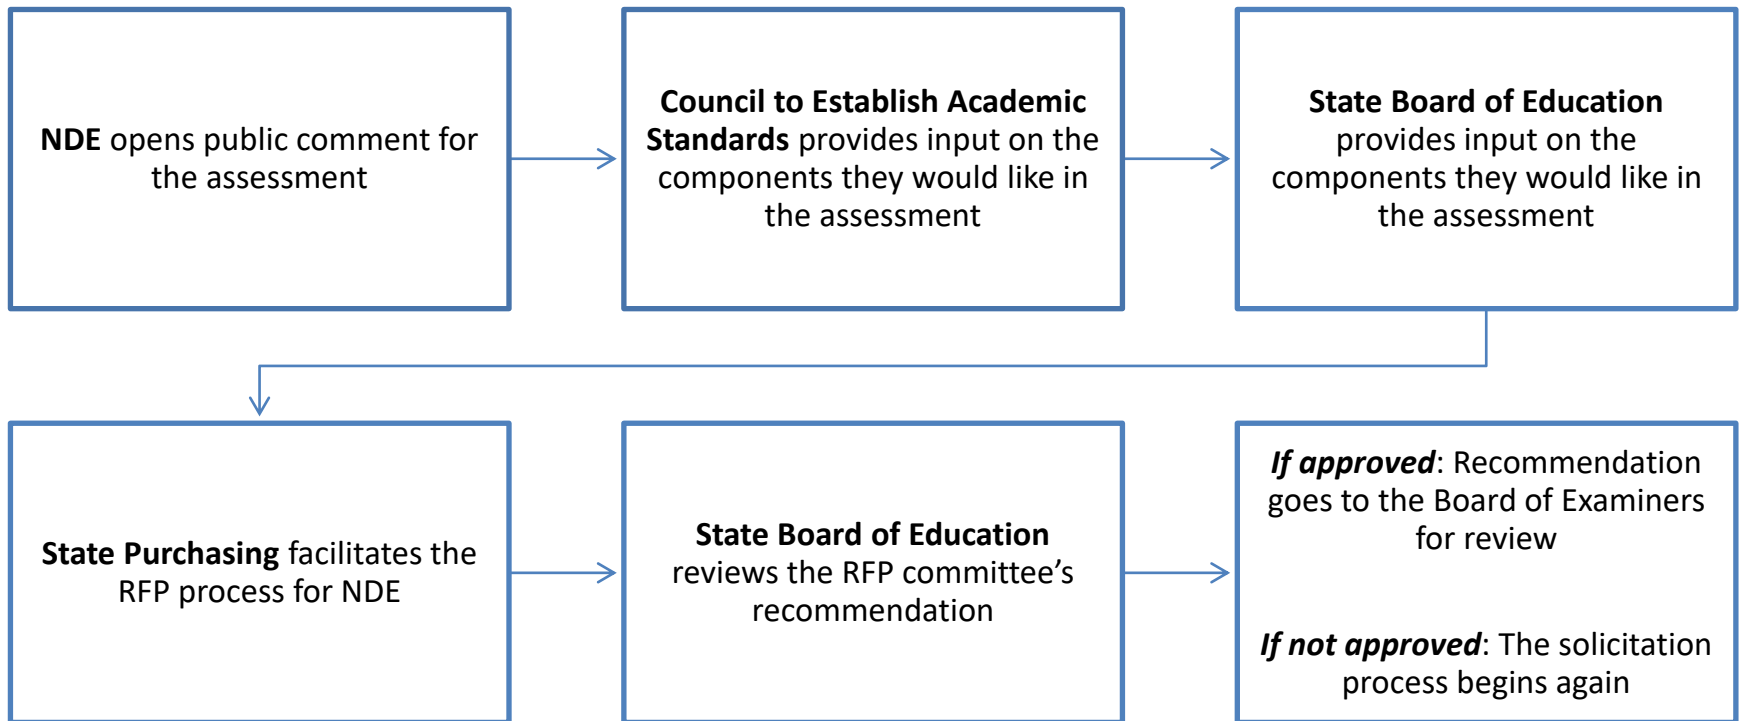 NDE opens public comment for
the assessment
Council to Establish Academic
Standards provides input on the
components they would like in
the assessment
State Board of Education
provides input on the
components they would like in
the assessment
State Purchasing facilitates the
RFP process for NDE
State Board of Education
reviews the RFP committee’s
recommendation
If approved: Recommendation
goes to the Board of Examiners
for review
If not approved: The solicitation
process begins again